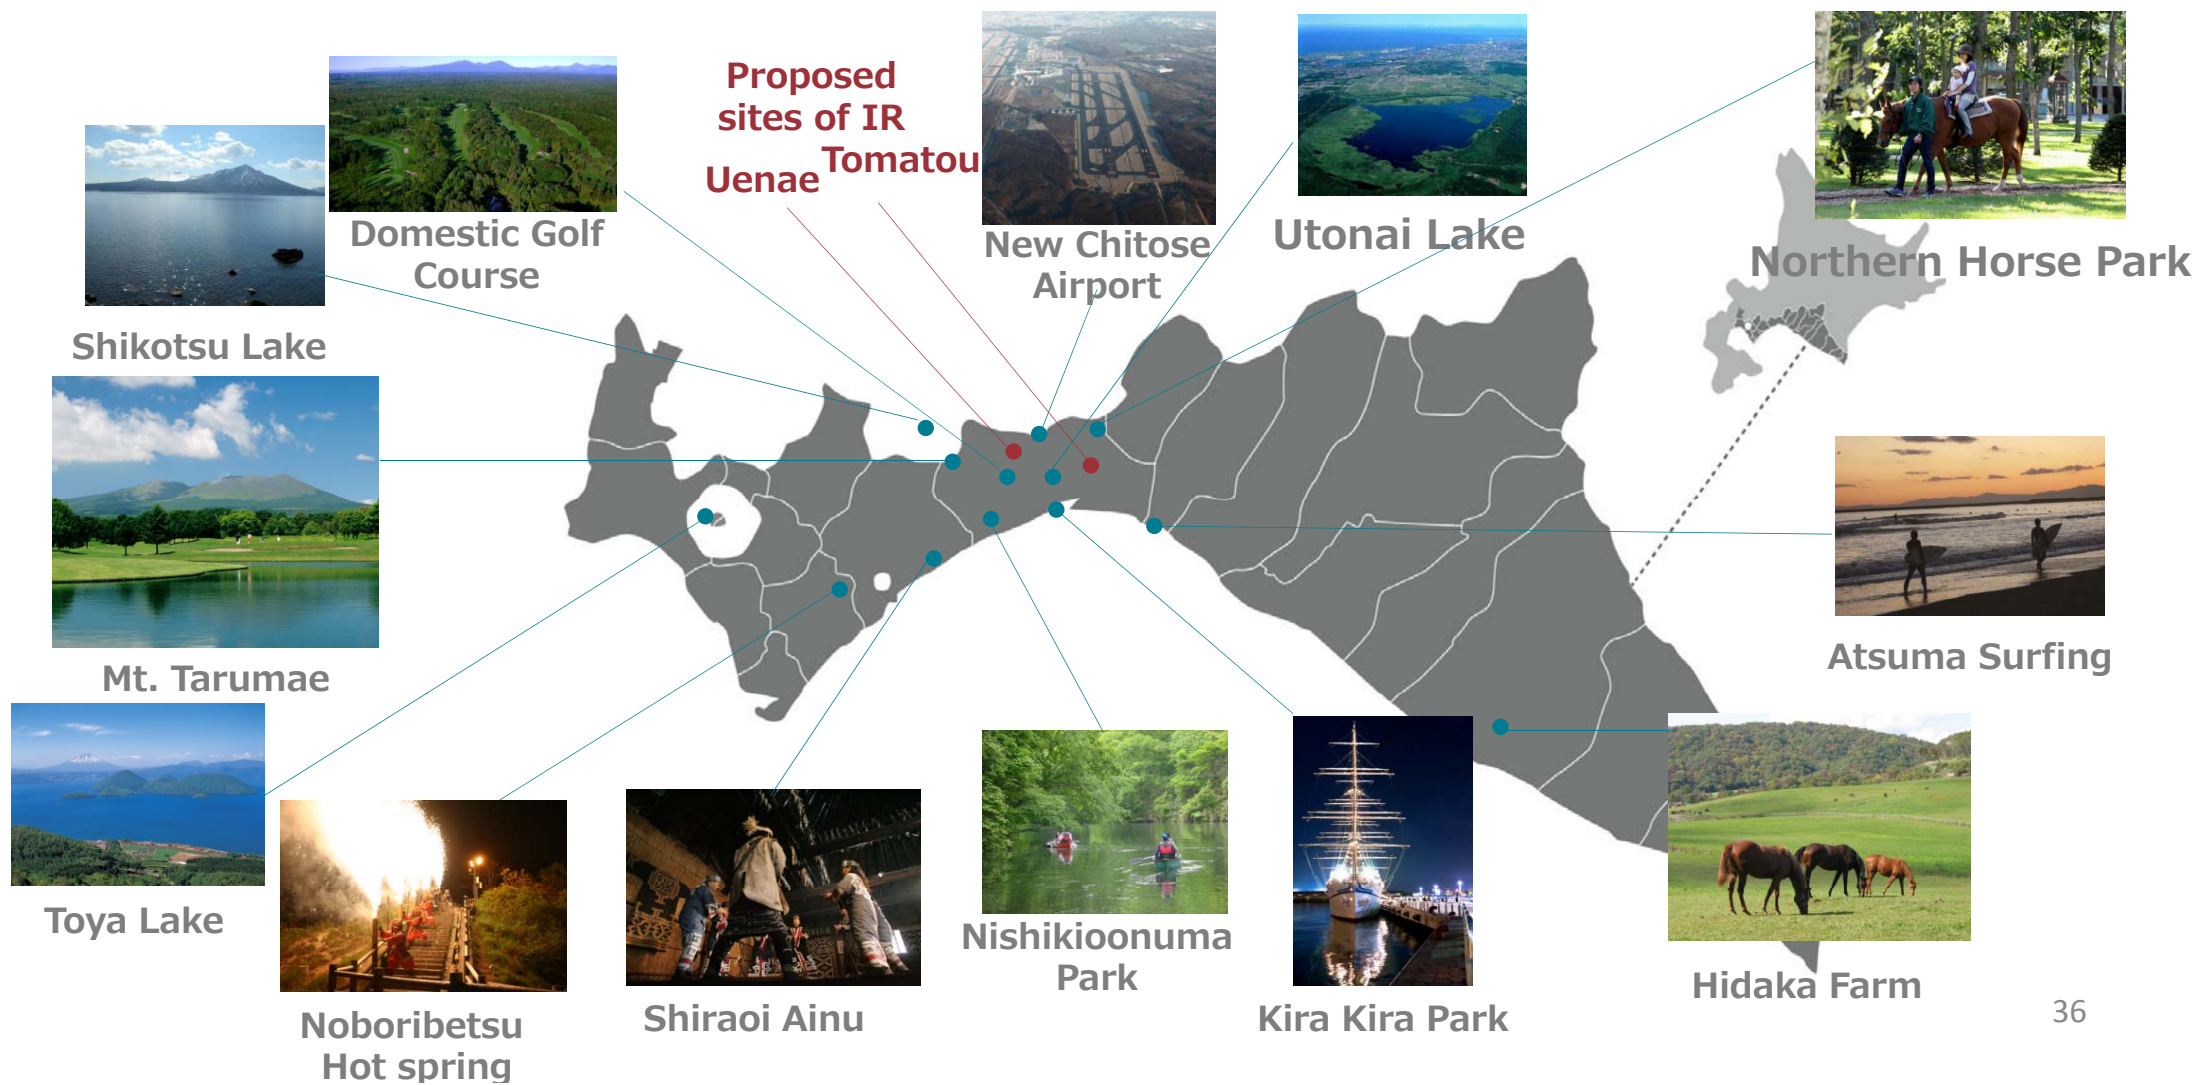 Proposed
sites of IR
Uenae
Tomatou
Domestic Golf
Course
New Chitose
Airport
Utonai Lake
Northern Horse Park
Shikotsu Lake
Mt. Tarumae
Atsuma Surfing
Toya Lake
Noboribetsu
Hot spring
Shiraoi Ainu
Nishikioonuma
Park
Kira Kira Park
Hidaka Farm
36